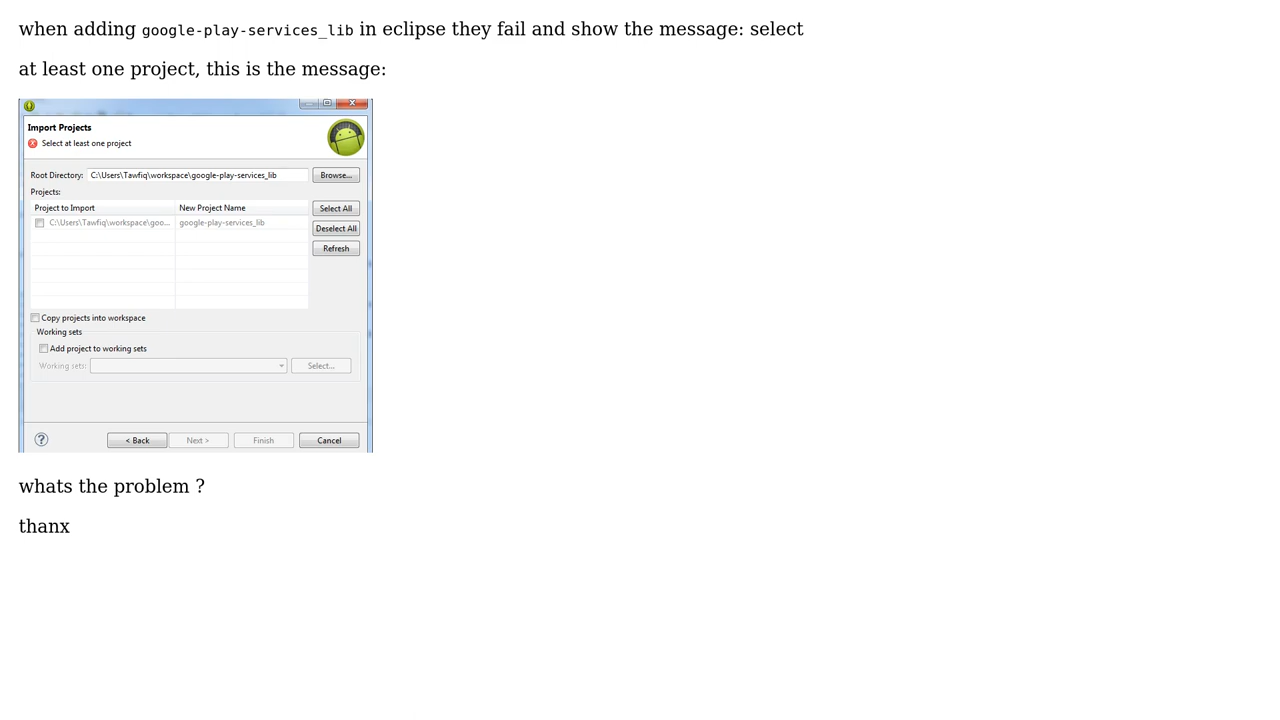 when adding google-play-services_lib in eclipse they fail and show the message: select
at least one project, this is the message:
Import Projects
Select at least one project
Root Directory: C:\Users\Tawfiq\workspace\google-play-services_lib Browse...
Projects:
Project to Import New Project Name Select All
C:\Users\Tawfiq\workspace\goo... google-play-services_lib
Deselect All
Refresh
Copy projects into workspace
Working sets
Add project to working sets
Working sets: Select...
? < Back Next > Finish Cancel
whats the problem ?
thanx